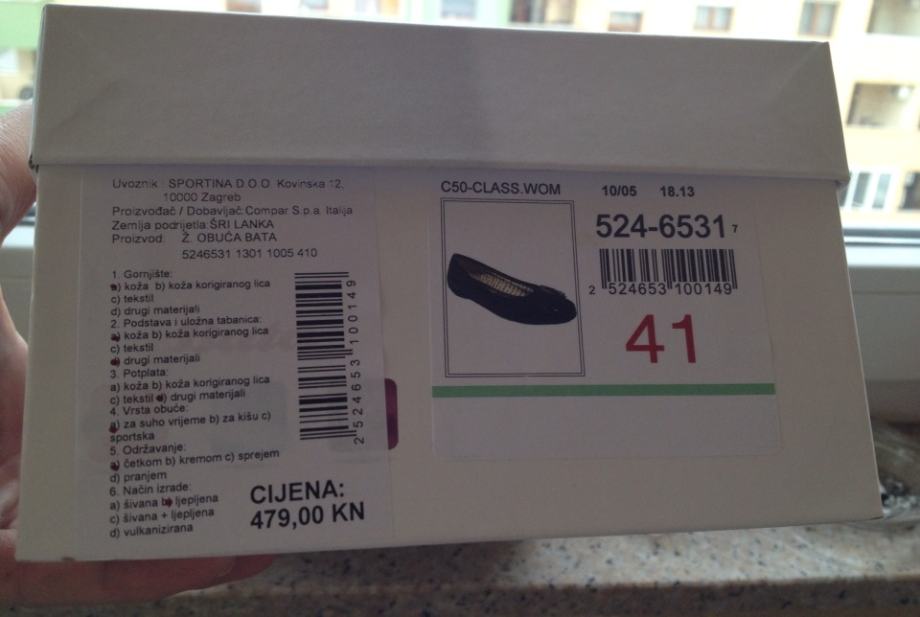 Uvoznik : SPORTINA D.O.O. Kovinska 12,
10000 Zagreb
Proizvođač / Dobavljač:Compar S.p.a. Italija
Zemlja podrijetla:ŠRI LANKA
Proizvod: Ž. OBUĆA BATA
5246531 1301 1005 410
1. Gornjište:
a) koža b) koža korigiranog lica
c) tekstil
d) drugi materijali
2. Podstava i uložna tabanica:
a) koža b) koža korigiranog lica
c) tekstil
d) drugi materijali
3. Potplata:
a) koža b) koža korigiranog lica
c) tekstil d) drugi materijali
4. Vrsta obuće:
a) za suho vrijeme b) za kišu c)
sportska
5. Održavanje:
a) četkom b) kremom c) sprejem
d) pranjem
6. Način izrade:
a) šivana b) ljepljena
c) šivana + ljepljena
d) vulkanizirana
2524653100149
CIJENA:
479,00 KN
C50-CLASS.WOM 10/05 18.13
524-6531 7
2 524653 100149
41